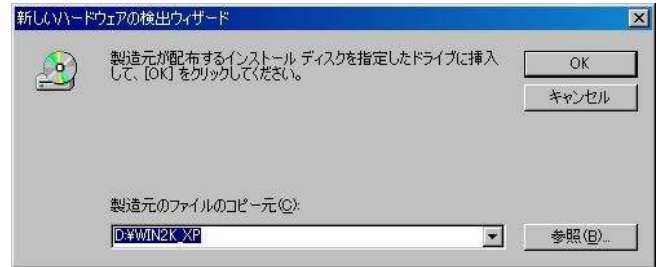 新しいハードウェアの検出ウィザード
製造元が配布するインストール ディスクを指定したドライブに挿入
して、[OK] をクリックしてください。
OK
キャンセル
製造元のファイルのコピー元(C):
D:¥WIN2K_XP
参照(B)...